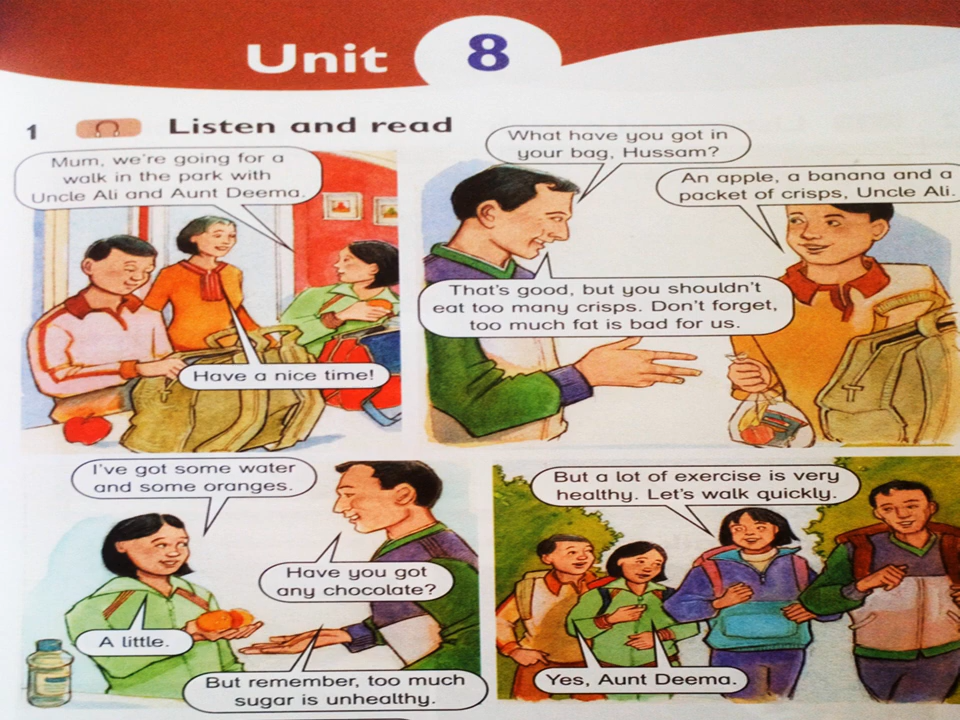 Unit 8
1 Listen and read
Mum, we're going for a
walk in the park with
Uncle Ali and Aunt Deema.
Have a nice time!
What have you got in
your bag, Hussam?
An apple, a banana and a
packet of crisps, Uncle Ali.
That's good, but you shouldn't
eat too many crisps. Don't forget,
too much fat is bad for us.
I've got some water
and some oranges.
Have you got
any chocolate?
A little.
But remember, too much
sugar is unhealthy.
But a lot of exercise is very
healthy. Let's walk quickly.
Yes, Aunt Deema.